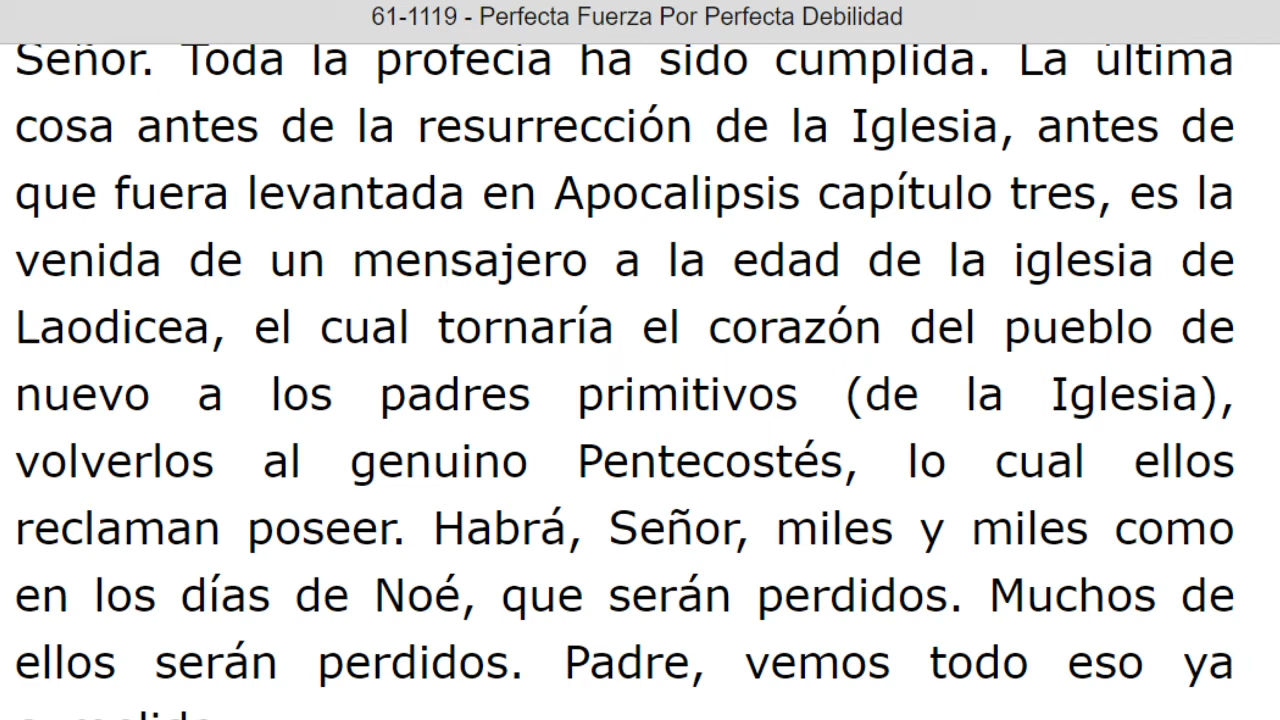 61-1119 - Perfecta Fuerza Por Perfecta Debilidad
Señor. Toda la profecía ha sido cumplida. La última
cosa antes de la resurrección de la Iglesia, antes de
que fuera levantada en Apocalipsis capítulo tres, es la
venida de un mensajero a la edad de la iglesia de
Laodicea, el cual tornaría el corazón del pueblo de
nuevo a los padres primitivos (de la Iglesia),
volverlos al genuino Pentecostés, lo cual ellos
reclaman poseer. Habrá, Señor, miles y miles como
en los días de Noé, que serán perdidos. Muchos de
ellos serán perdidos. Padre, vemos todo eso ya